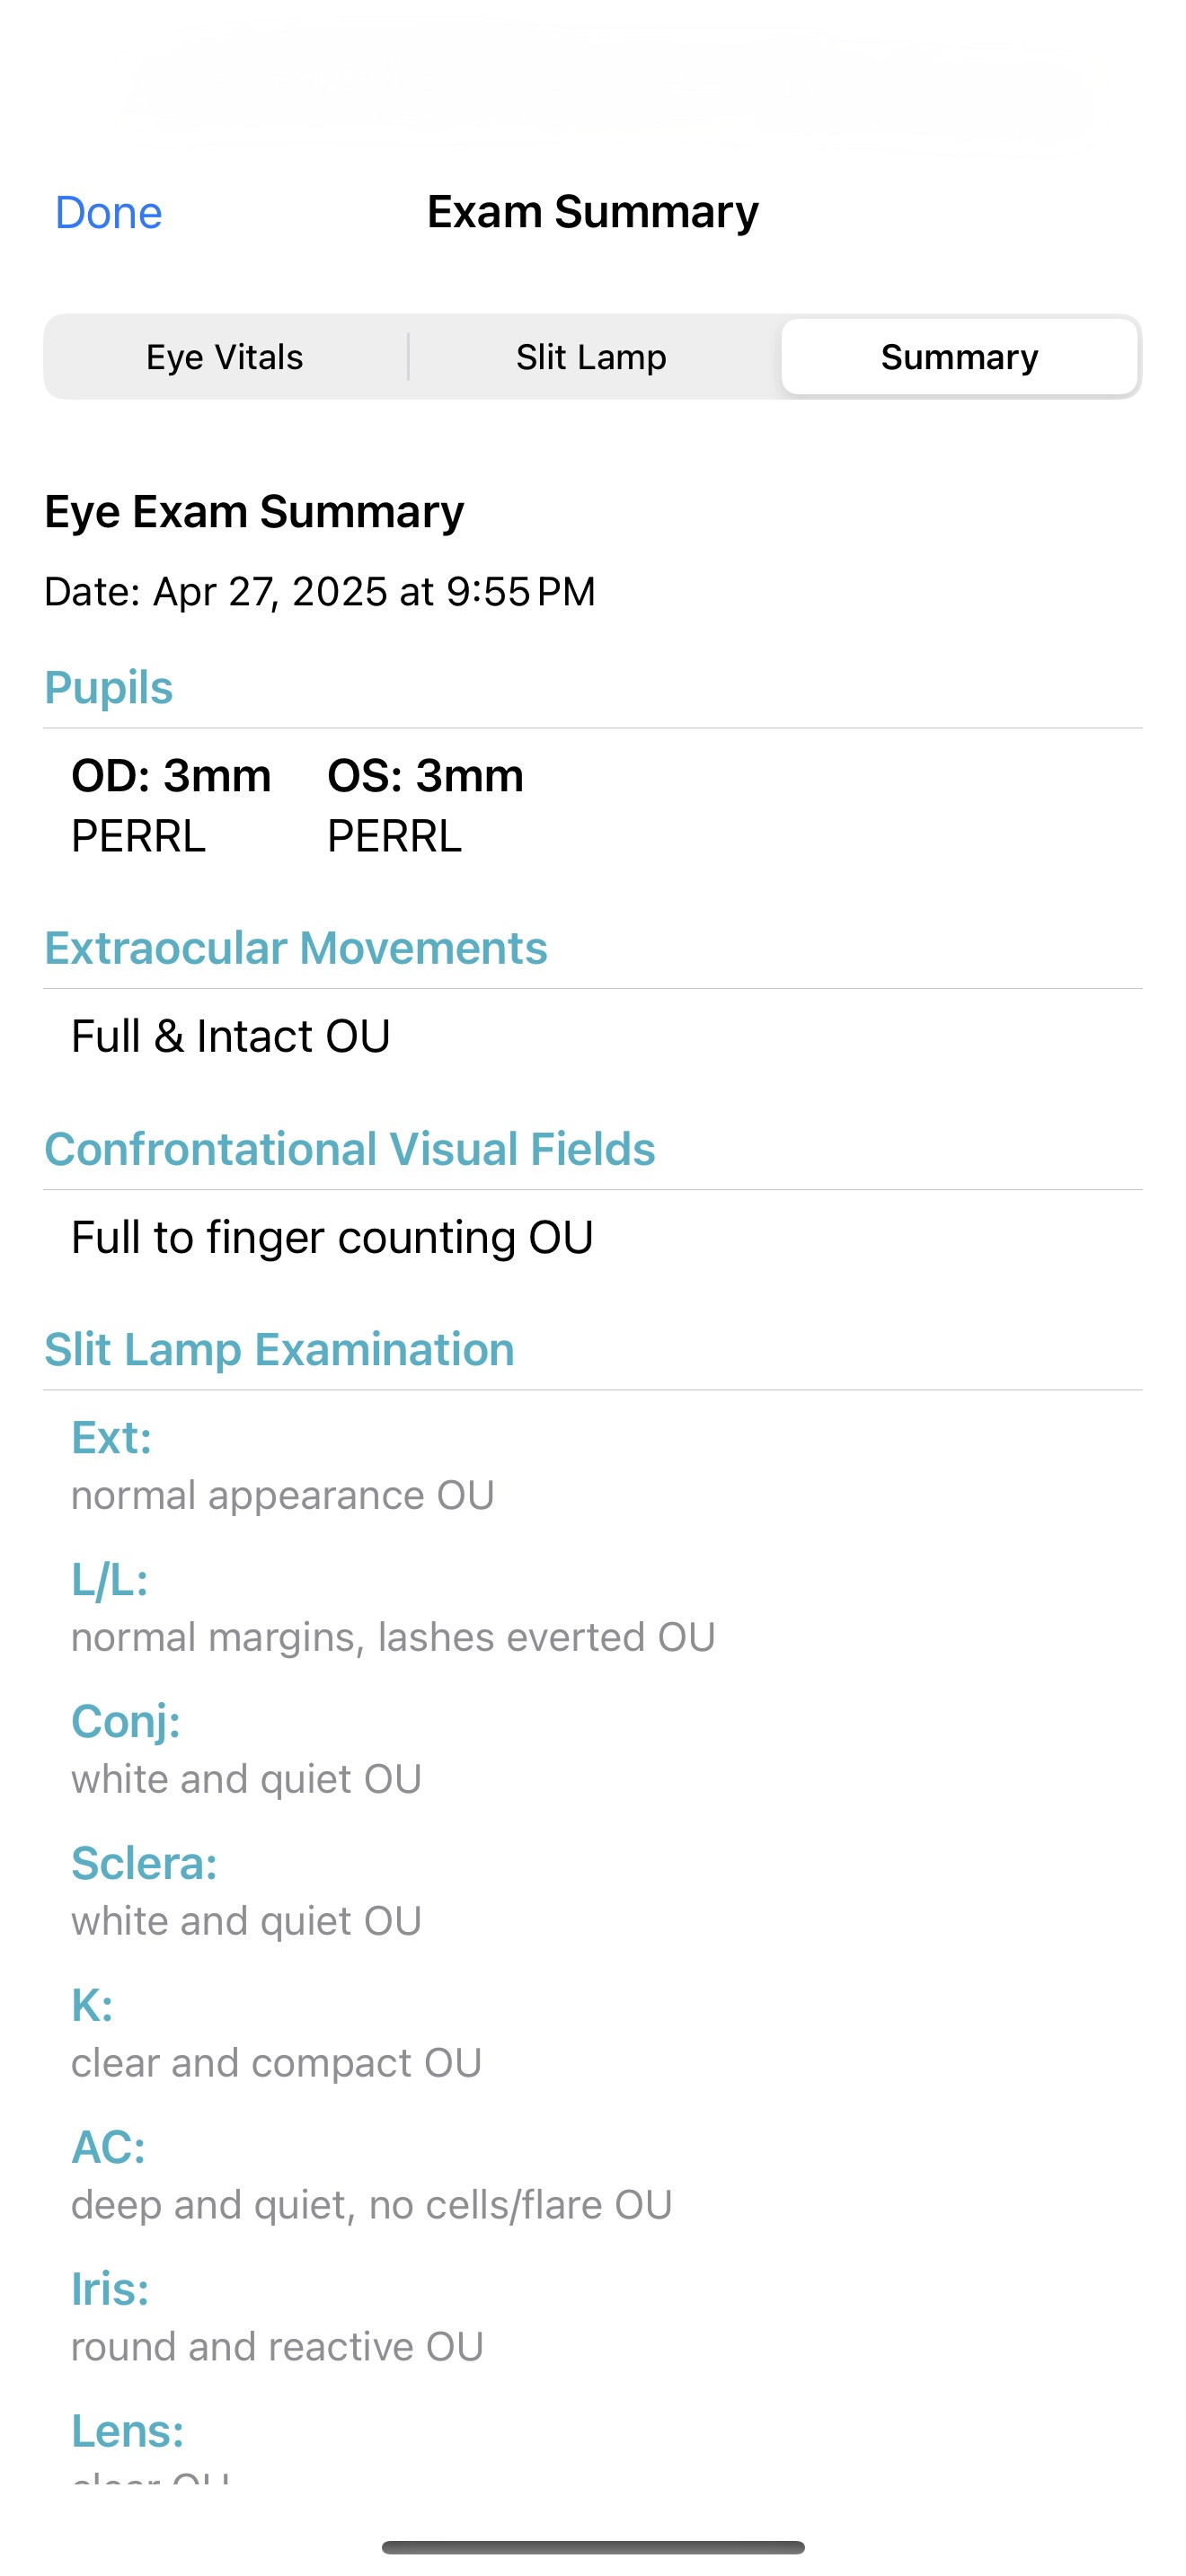 Done
Exam Summary
Eye Vitals
Slit Lamp
Summary
Eye Exam Summary
Date: Apr 27, 2025 at 9:55 PM
Pupils
OD: 3mm OS: 3mm
PERRL PERRL
Extraocular Movements
Full & Intact OU
Confrontational Visual Fields
Full to finger counting OU
Slit Lamp Examination
Ext:
normal appearance OU
L/L:
normal margins, lashes everted OU
Conj:
white and quiet OU
Sclera:
white and quiet OU
K:
clear and compact OU
AC:
deep and quiet, no cells/flare OU
Iris:
round and reactive OU
Lens:
clear OU